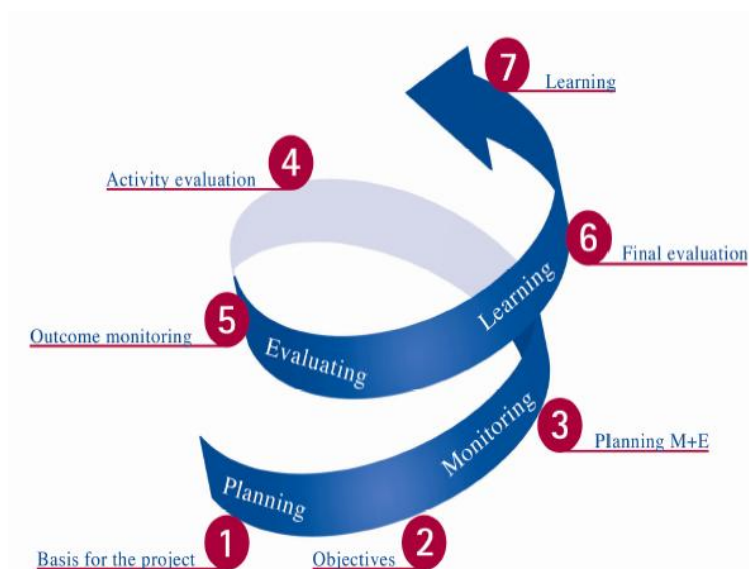 7
Learning
4
Activity evaluation
6
Final evaluation
Learning
5
Outcome monitoring
Evaluating
3
Planning M+E
Monitoring
Planning
1
Basis for the project
2
Objectives